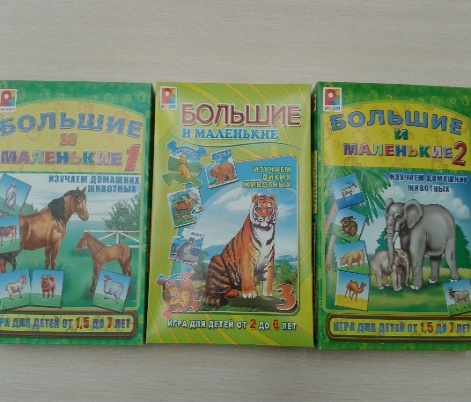 БОЛЬШИЕ
И
МАЛЕНЬКИЕ 1
ИЗУЧАЕМ ДОМАШНИХ
ЖИВОТНЫХ
ДЛЯ ДЕТЕЙ ОТ 1,5 ДО 7 ЛЕТ
БОЛЬШИЕ
И МАЛЕНЬКИЕ
ИЗУЧАЕМ
ДИКИХ
ЖИВОТНЫХ
3
ИГРА ДЛЯ ДЕТЕЙ ОТ 2 ДО 6 ЛЕТ
БОЛЬШИЕ
И
МАЛЕНЬКИЕ 2
ИЗУЧАЕМ ДОМАШНИХ
ЖИВОТНЫХ
ИГРА ДЛЯ ДЕТЕЙ ОТ 1,5 ДО 7 ЛЕТ